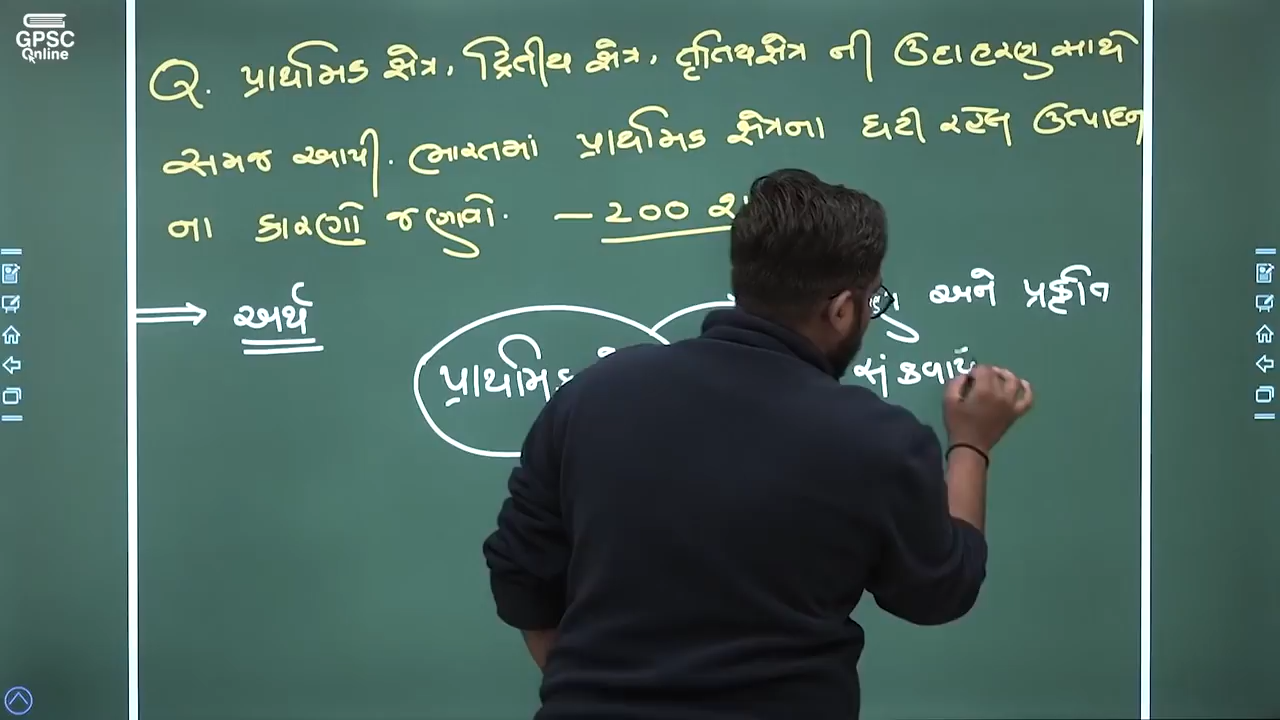 GPSC
Online
Q. પ્રાથમિક ક્ષેત્ર, દ્વિતીય ક્ષેત્ર, તૃતિય ક્ષેત્ર ની ઉદાહરણ સાથે
સમજ આપી. ભારતમાં પ્રાથમિક ક્ષેત્રના ઘટી રહેલ ઉત્પાદન
ના કારણો જણાવો. – 200
અર્થ
અને પ્રકૃતિ
પ્રાથમિક
સંકળાયે